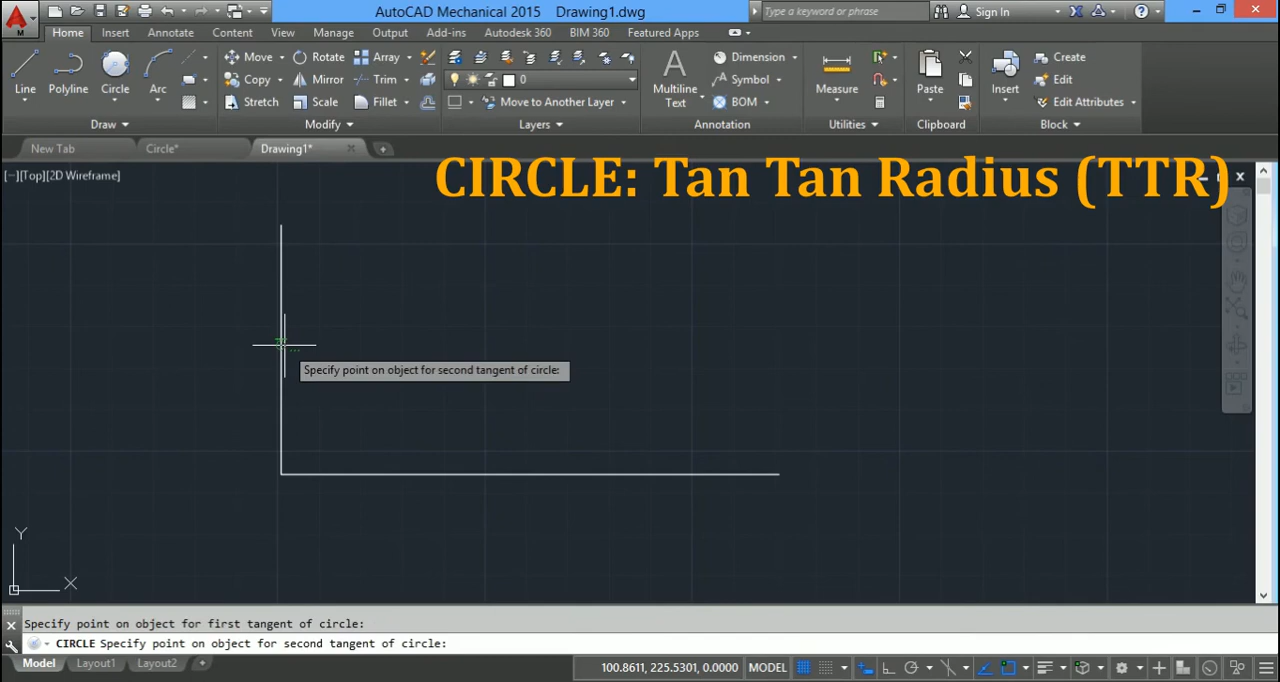 AutoCAD Mechanical 2015 Drawing1.dwg
Type a keyword or phrase
Sign In
M
Home Insert Annotate Content View Manage Output Add-ins Autodesk 360 BIM 360 Featured Apps
Line
Polyline
Circle
Arc
Draw
Move Rotate Array
Copy Mirror Trim
Stretch Scale Fillet
Modify
0
Move to Another Layer
Layers
Multiline
Text
Dimension
Symbol
BOM
Annotation
Measure
Utilities
Paste
Clipboard
Insert
Create
Edit
Edit Attributes
Block
New Tab Circle* Drawing1*
[−][Top][2D Wireframe]
CIRCLE: Tan Tan Radius (TTR)
Specify point on object for second tangent of circle:
Y
X
Specify point on object for first tangent of circle:
CIRCLE Specify point on object for second tangent of circle:
Model Layout1 Layout2
100.8611, 225.5301, 0.0000 MODEL